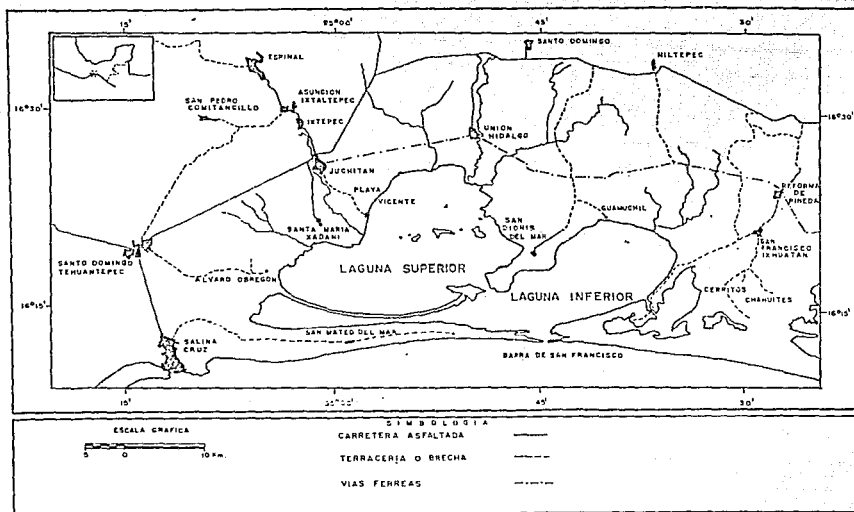 15'
95°00'
45'
30'
ESPINAL
SANTO DOMINGO
NILTEPEC
16°30'
ASUNCION
IXTALTEPEC
SAN PEDRO
COMITANCILLO
IXTEPEC
16°30'
UNION
HIDALGO
JUCHITAN
PLAYA
VICENTE
REFORMA
DE
PINEDA
SANTA MARIA
XADANI
SAN
DIONIS
DEL MAR
GUAMUCHIL
SAN
FRANCISCO
IXHUATAN
SANTO DOMINGO
TEHUANTEPEC
ALVARO OBREGON
LAGUNA SUPERIOR
LAGUNA INFERIOR
CERRITOS
CHAHUITES
16°15'
16°15'
SALINA
CRUZ
SAN MATEO DEL MAR
BARRA DE SAN FRANCISCO
15'
95°00'
45'
30'
ESCALA GRAFICA
5 0 10 Km.
SIMBOLOGIA
CARRETERA ASFALTADA
TERRACERIA O BRECHA
VIAS FERREAS